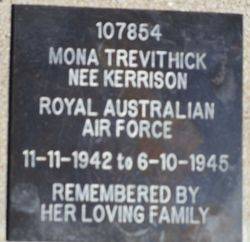 107854
MONA TREVITHICK
NEE KERRISON
ROYAL AUSTRALIAN
AIR FORCE
11-11-1942 to 6-10-1945
REMEMBERED BY
HER LOVING FAMILY